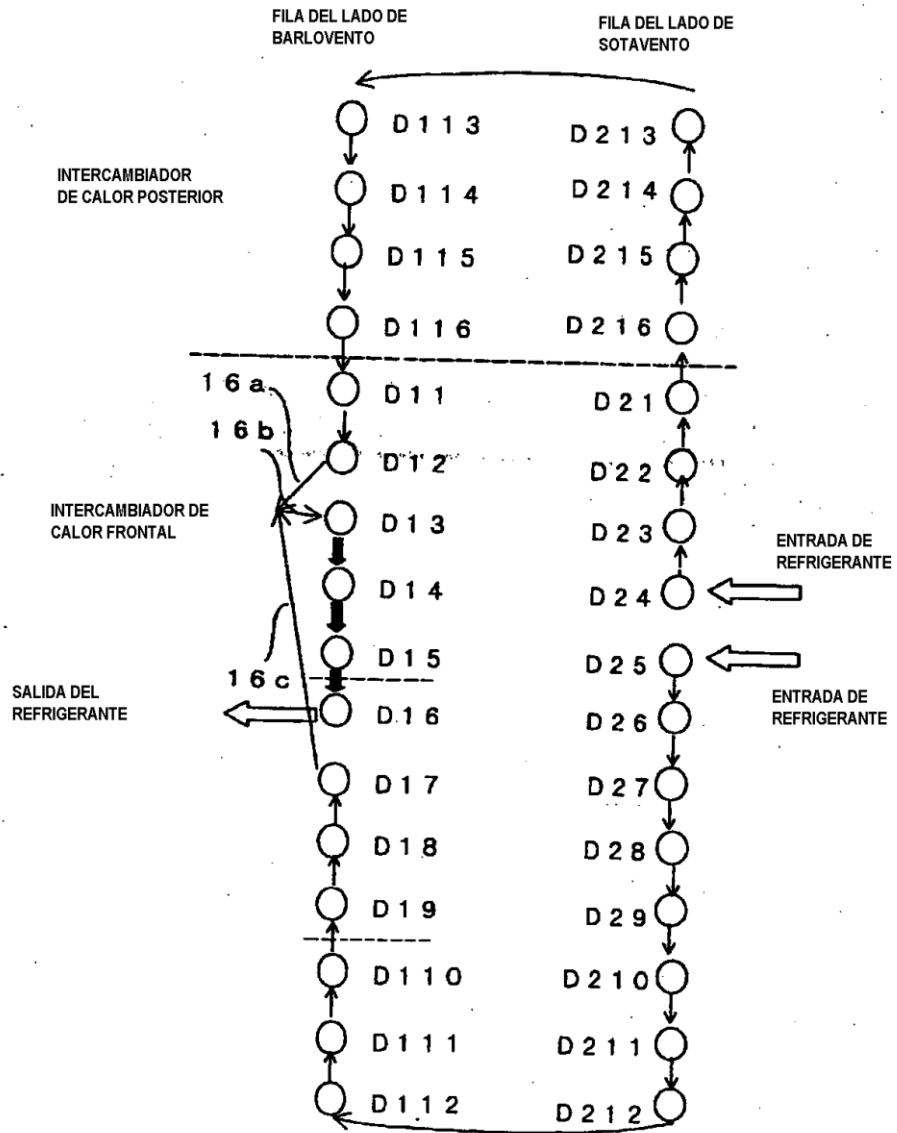 FILA DEL LADO DE
BARLOVENTO
FILA DEL LADO DE
SOTAVENTO
D113
D213
INTERCAMBIADOR
DE CALOR POSTERIOR
D114
D214
D115
D215
D116
D216
16a
D11
D21
16b
D12
D22
INTERCAMBIADOR DE
CALOR FRONTAL
D13
D23
ENTRADA DE
REFRIGERANTE
D14
D24
D15
D25
16c
SALIDA DEL
REFRIGERANTE
D16
D26
ENTRADA DE
REFRIGERANTE
D17
D27
D18
D28
D19
D29
D110
D210
D111
D211
D112
D212